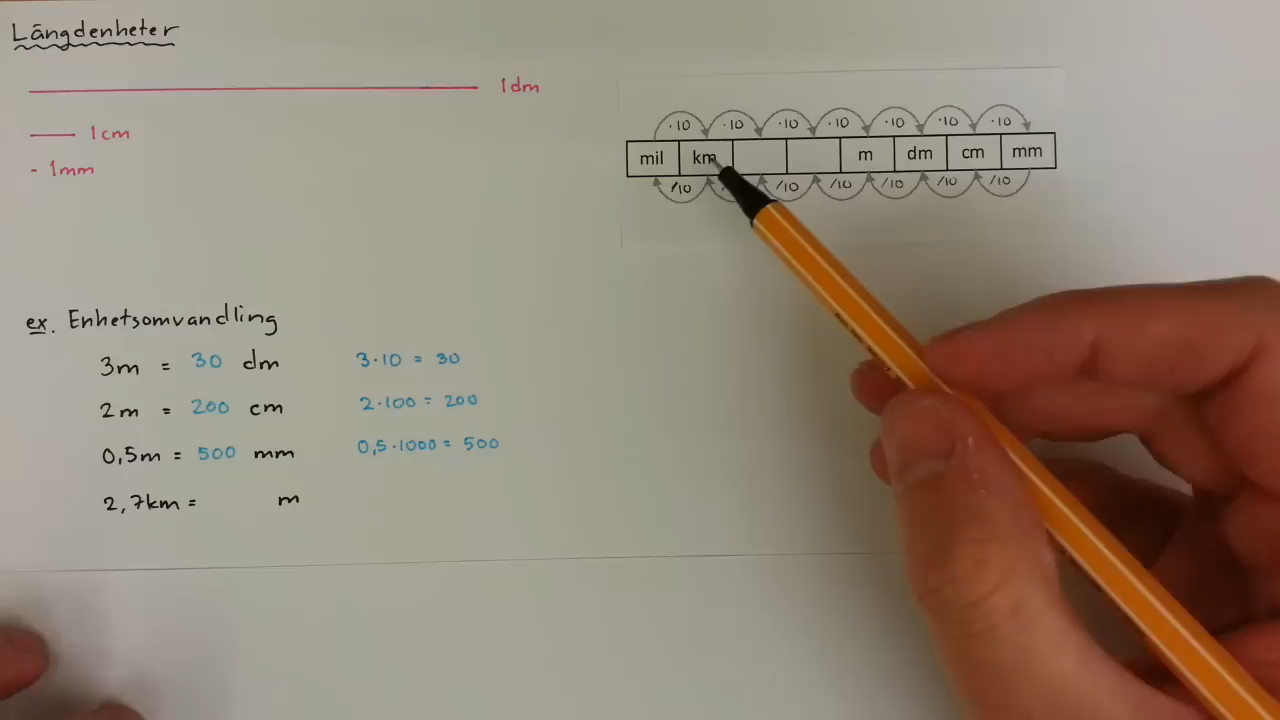 Längdenheter
1dm
1cm
1mm
·10 ·10 ·10 ·10 ·10 ·10 ·10
mil km m dm cm mm
/10 /10 /10 /10 /10 /10
ex. Enhetsomvandling
3m = 30 dm 3·10 = 30
2m = 200 cm 2·100 = 200
0,5m = 500 mm 0,5·1000 = 500
2,7km = m